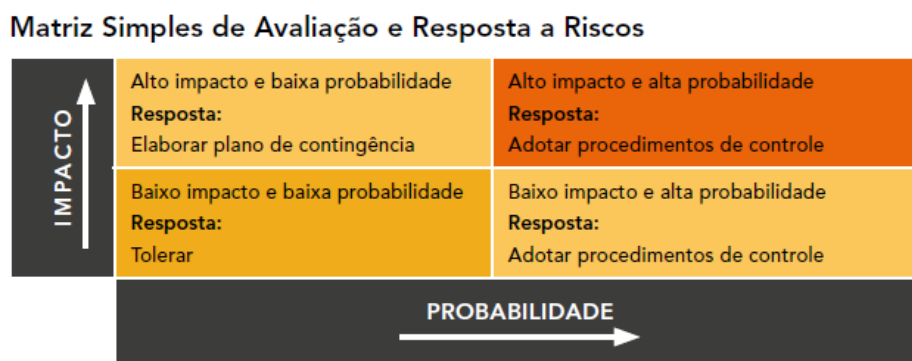 Matriz Simples de Avaliação e Resposta a Riscos
IMPACTO
Alto impacto e baixa probabilidade
Resposta:
Elaborar plano de contingência
Alto impacto e alta probabilidade
Resposta:
Adotar procedimentos de controle
Baixo impacto e baixa probabilidade
Resposta:
Tolerar
Baixo impacto e alta probabilidade
Resposta:
Adotar procedimentos de controle
PROBABILIDADE